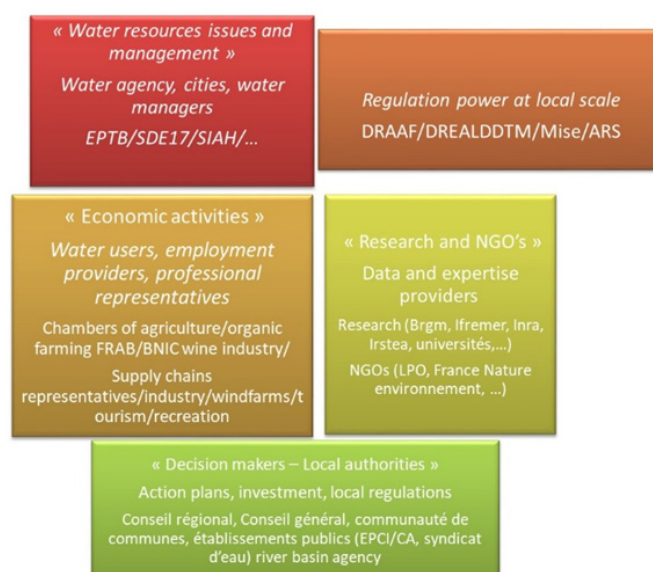 « Water resources issues and
management »
Water agency, cities, water
managers
EPTB/SDE17/SIAH/...
Regulation power at local scale
DRAAF/DREALDDTM/Mise/ARS
« Economic activities »
Water users, employment
providers, professional
representatives
Chambers of agriculture/organic
farming FRAB/BNIC wine industry/
Supply chains
representatives/industry/windfarms/t
ourism/recreation
« Research and NGO's »
Data and expertise
providers
Research (Brgm, Ifremer, Inra,
Irstea, universités,...)
NGOs (LPO, France Nature
environnement, ...)
« Decision makers – Local authorities »
Action plans, investment, local regulations
Conseil régional, Conseil général, communauté de
communes, établissements publics (EPCI/CA, syndicat
d'eau) river basin agency